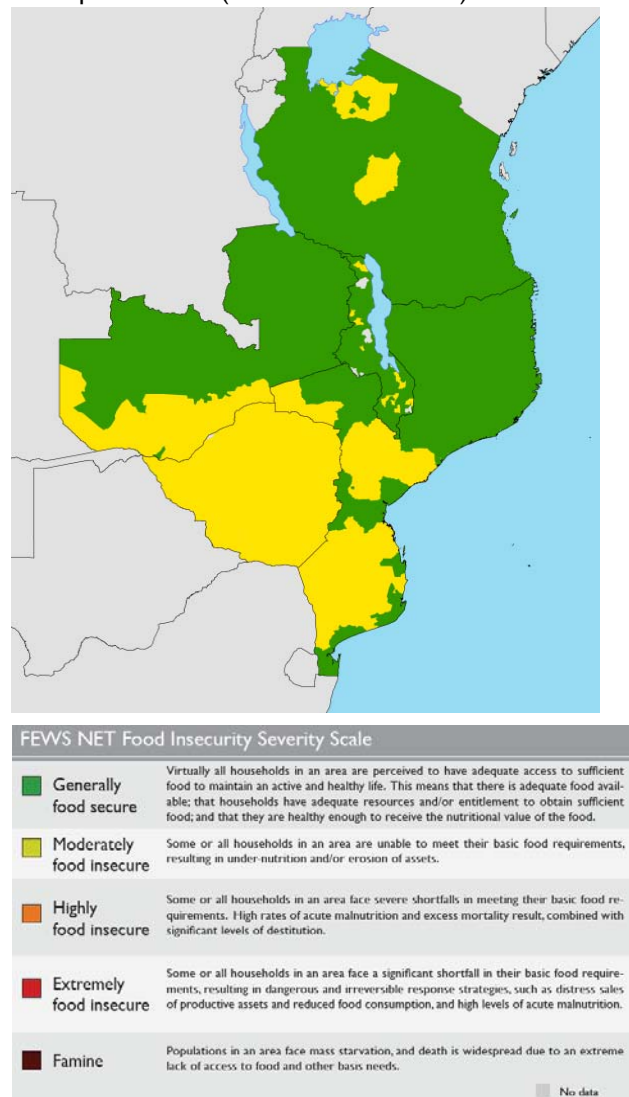 FEWS NET Food Insecurity Severity Scale
Generally
food secure
Virtually all households in an area are perceived to have adequate access to sufficient
food to maintain an active and healthy life. This means that there is adequate food avail-
able; that households have adequate resources and/or entitlement to obtain sufficient
food; and that they are healthy enough to receive the nutritional value of the food.
Moderately
food insecure
Some or all households in an area are unable to meet their basic food requirements,
resulting in under-nutrition and/or erosion of assets.
Highly
food insecure
Some or all households in an area face severe shortfalls in meeting their basic food re-
quirements. High rates of acute malnutrition and excess mortality result, combined with
significant levels of destitution.
Extremely
food insecure
Some or all households in an area face a significant shortfall in their basic food require-
ments, resulting in dangerous and irreversible response strategies, such as distress sales
of productive assets and reduced food consumption, and high levels of acute malnutrition.
Famine
Populations in an area face mass starvation, and death is widespread due to an extreme
lack of access to food and other basis needs.
No data